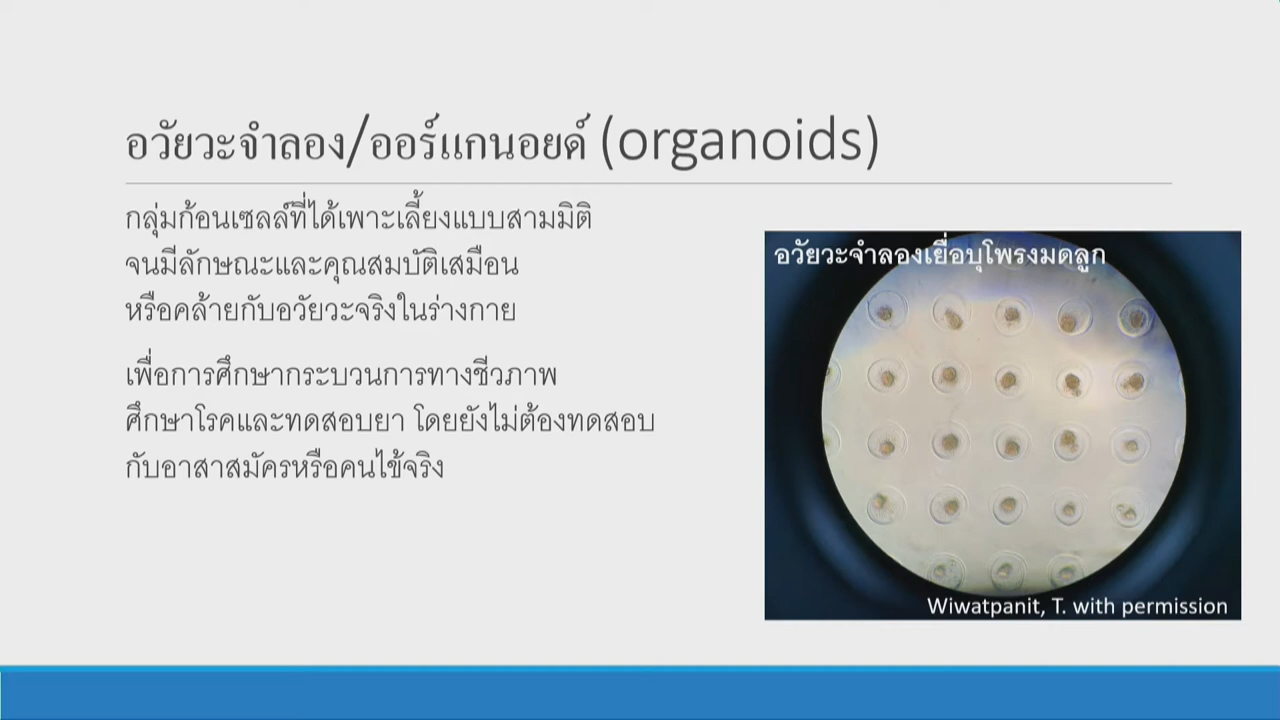 อวัยวะจำลอง/ออร์แกนอยด์ (organoids)
กลุ่มก้อนเซลล์ที่ได้เพาะเลี้ยงแบบสามมิติ
จนมีลักษณะและคุณสมบัติเสมือน
หรือคล้ายกับอวัยวะจริงในร่างกาย
เพื่อการศึกษากระบวนการทางชีวภาพ
ศึกษาโรคและทดสอบยา โดยยังไม่ต้องทดสอบ
กับอาสาสมัครหรือคนไข้จริง
อวัยวะจำลองเยื่อบุโพรงมดลูก
Wiwatpanit, T. with permission